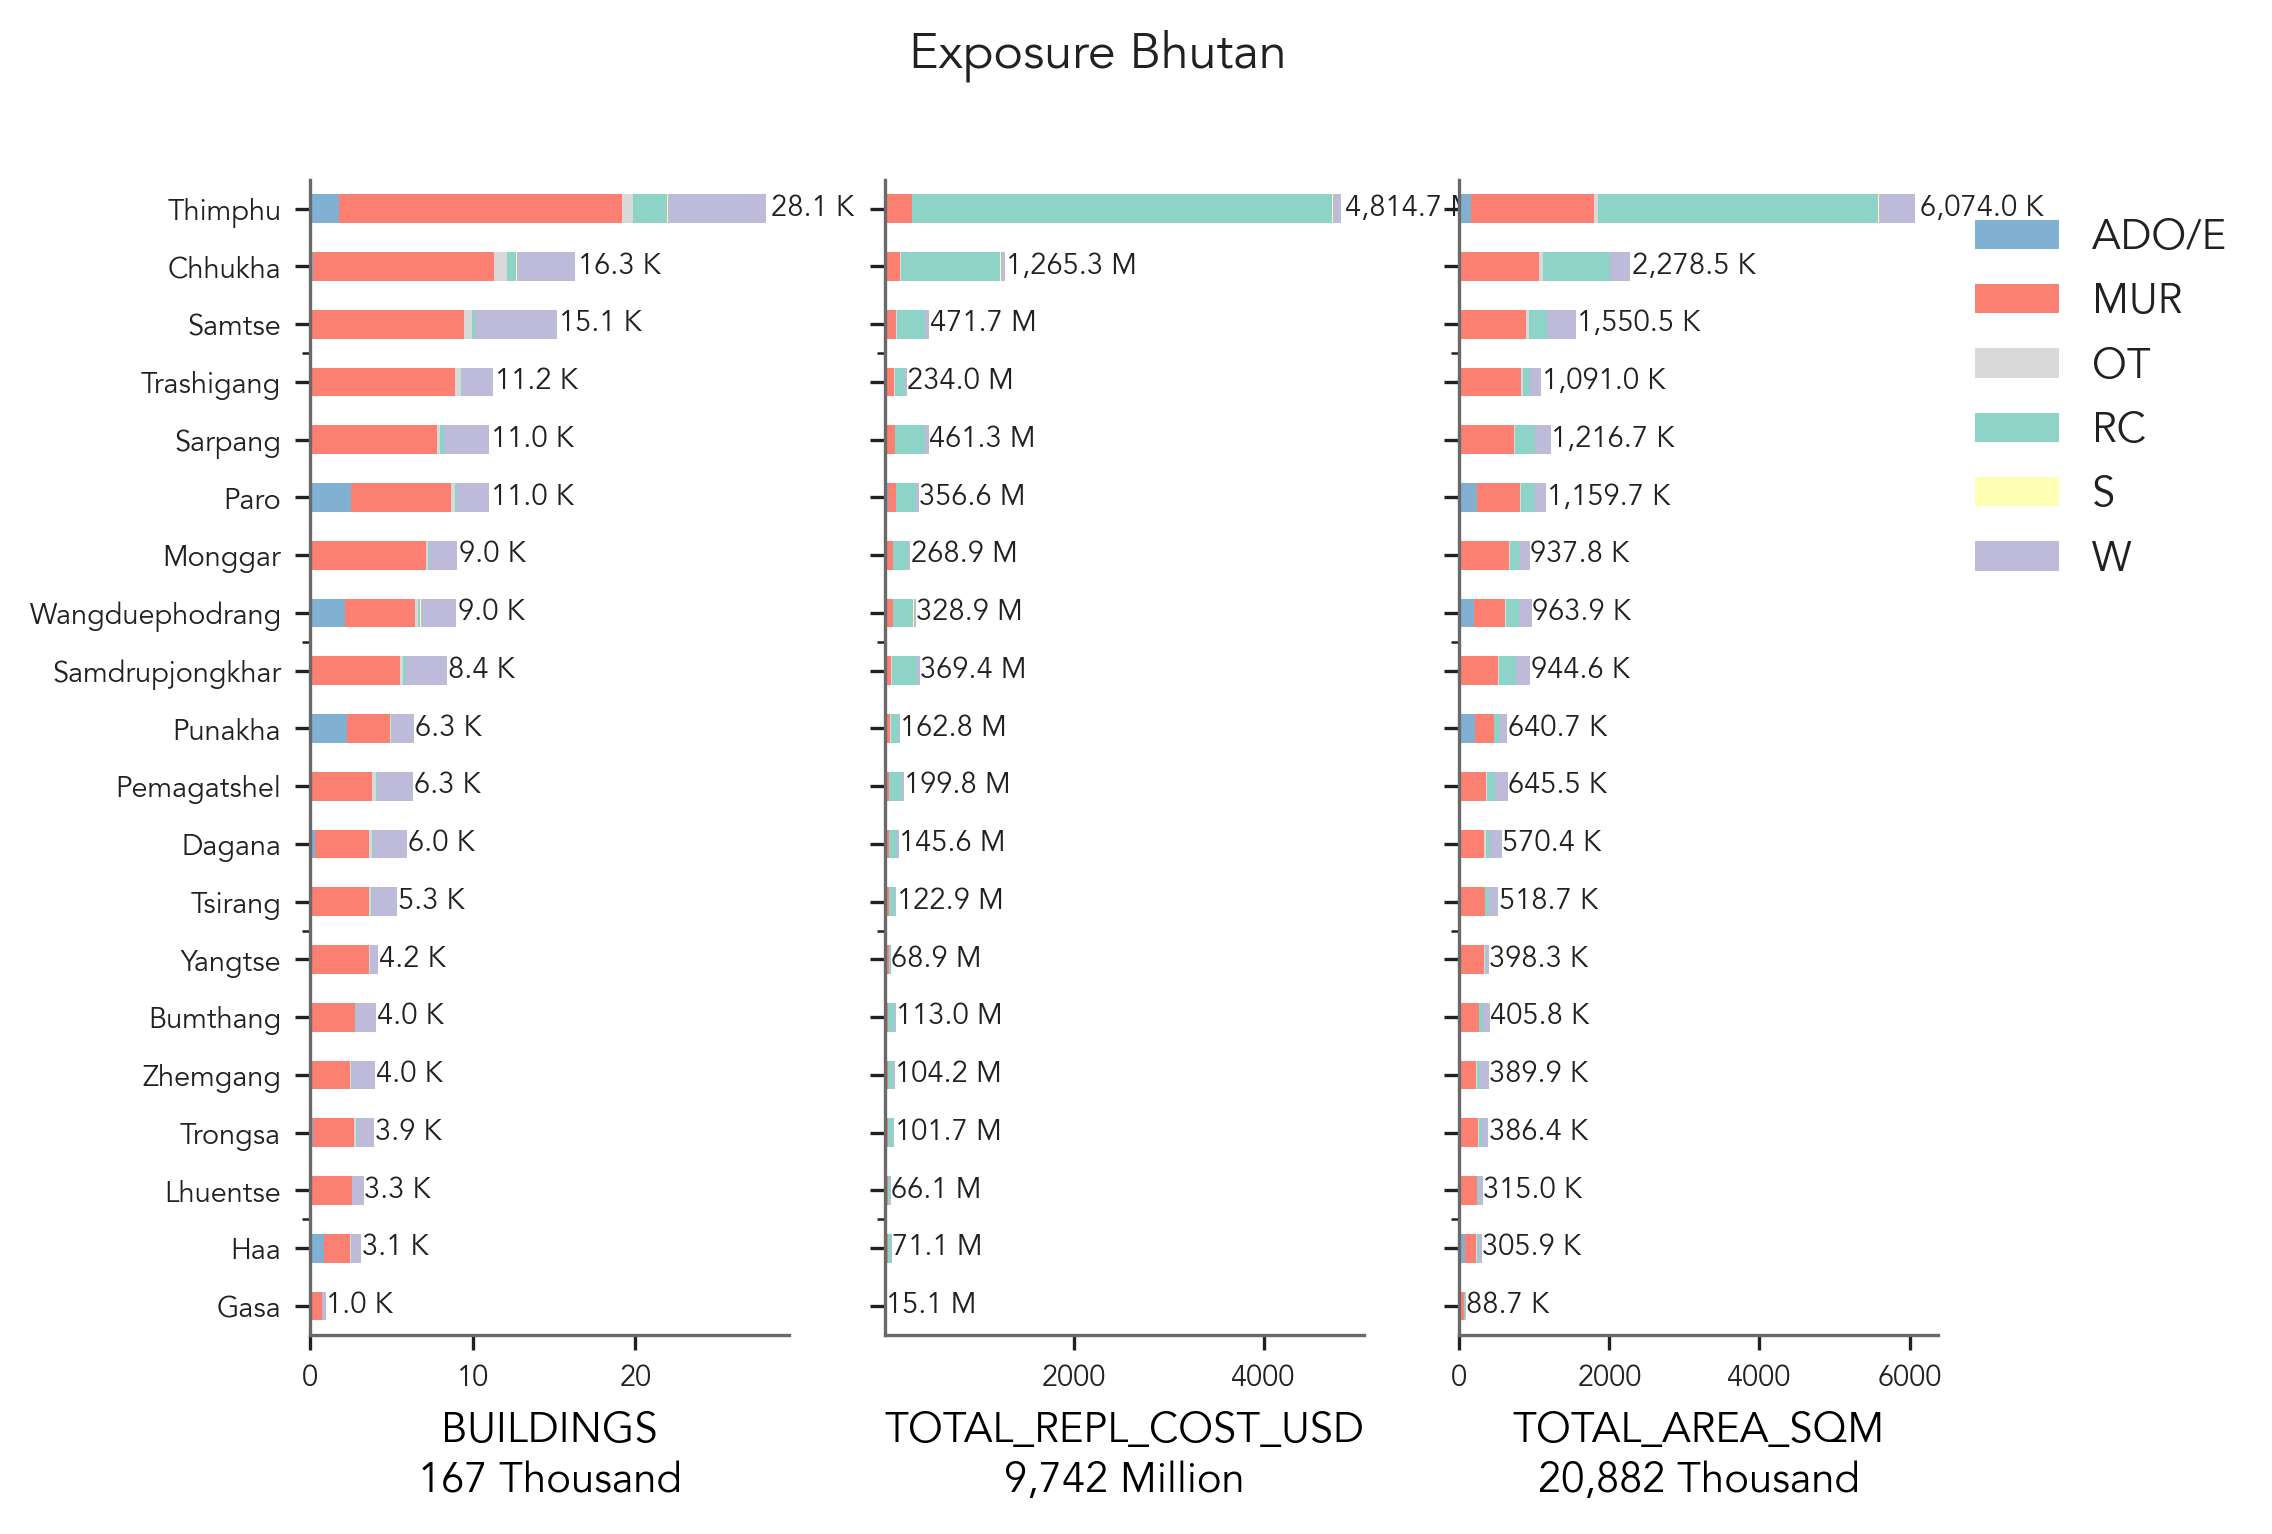 Exposure Bhutan
Thimphu 28.1 K 4,814.7 M 6,074.0 K
Chhukha 16.3 K 1,265.3 M 2,278.5 K
Samtse 15.1 K 471.7 M 1,550.5 K
Trashigang 11.2 K 234.0 M 1,091.0 K
Sarpang 11.0 K 461.3 M 1,216.7 K
Paro 11.0 K 356.6 M 1,159.7 K
Monggar 9.0 K 268.9 M 937.8 K
Wangduephodrang 9.0 K 328.9 M 963.9 K
Samdrupjongkhar 8.4 K 369.4 M 944.6 K
Punakha 6.3 K 162.8 M 640.7 K
Pemagatshel 6.3 K 199.8 M 645.5 K
Dagana 6.0 K 145.6 M 570.4 K
Tsirang 5.3 K 122.9 M 518.7 K
Yangtse 4.2 K 68.9 M 398.3 K
Bumthang 4.0 K 113.0 M 405.8 K
Zhemgang 4.0 K 104.2 M 389.9 K
Trongsa 3.9 K 101.7 M 386.4 K
Lhuentse 3.3 K 66.1 M 315.0 K
Haa 3.1 K 71.1 M 305.9 K
Gasa 1.0 K 15.1 M 88.7 K
0 10 20
2000 4000
0 2000 4000 6000
BUILDINGS
167 Thousand
TOTAL_REPL_COST_USD
9,742 Million
TOTAL_AREA_SQM
20,882 Thousand
ADO/E
MUR
OT
RC
S
W